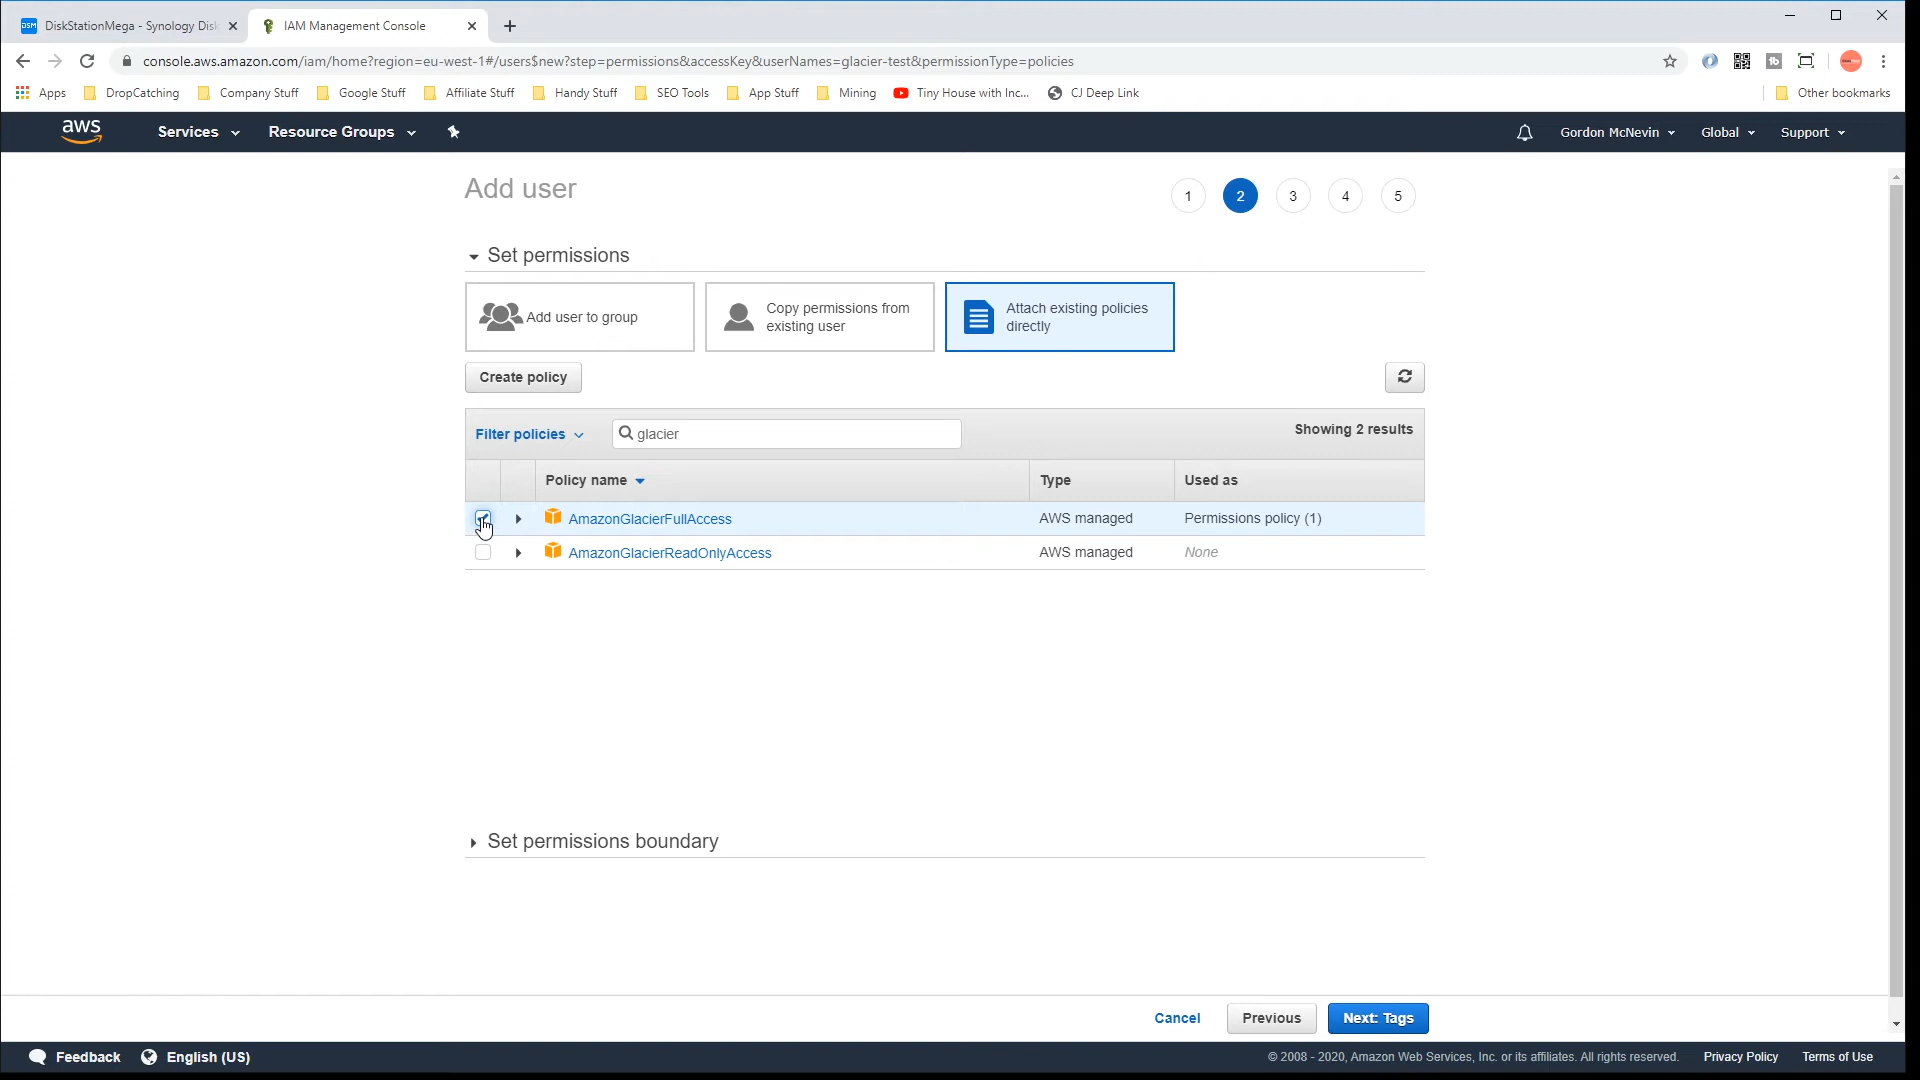 DSM
DiskStationMega - Synology Disk
IAM Management Console
console.aws.amazon.com/iam/home?region=eu-west-1#/users$new?step=permissions&accessKey&userNames=glacier-test&permissionType=policies
Apps
DropCatching
Company Stuff
Google Stuff
Affiliate Stuff
Handy Stuff
SEO Tools
App Stuff
Mining
Tiny House with Inc...
CJ Deep Link
Other bookmarks
aws
Services
Resource Groups
Gordon McNevin
Global
Support
Add user
1
2
3
4
5
Set permissions
Add user to group
Copy permissions from
existing user
Attach existing policies
directly
Create policy
Filter policies
glacier
Showing 2 results
Policy name
Type
Used as
AmazonGlacierFullAccess
AWS managed
Permissions policy (1)
AmazonGlacierReadOnlyAccess
AWS managed
None
Set permissions boundary
Cancel
Previous
Next: Tags
Feedback
English (US)
© 2008 - 2020, Amazon Web Services, Inc. or its affiliates. All rights reserved.
Privacy Policy
Terms of Use